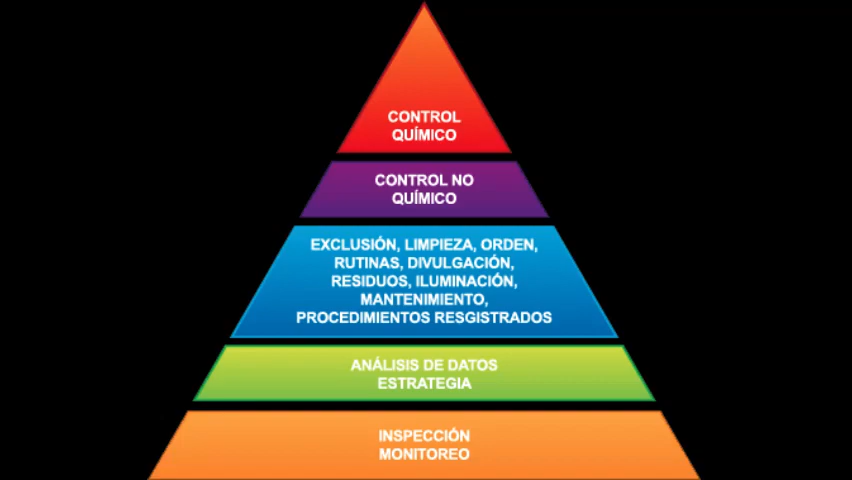 CONTROL
QUÍMICO
CONTROL NO
QUÍMICO
EXCLUSIÓN, LIMPIEZA, ORDEN,
RUTINAS, DIVULGACIÓN,
RESIDUOS, ILUMINACIÓN,
MANTENIMIENTO,
PROCEDIMIENTOS RESGISTRADOS
ANÁLISIS DE DATOS
ESTRATEGIA
INSPECCIÓN
MONITOREO